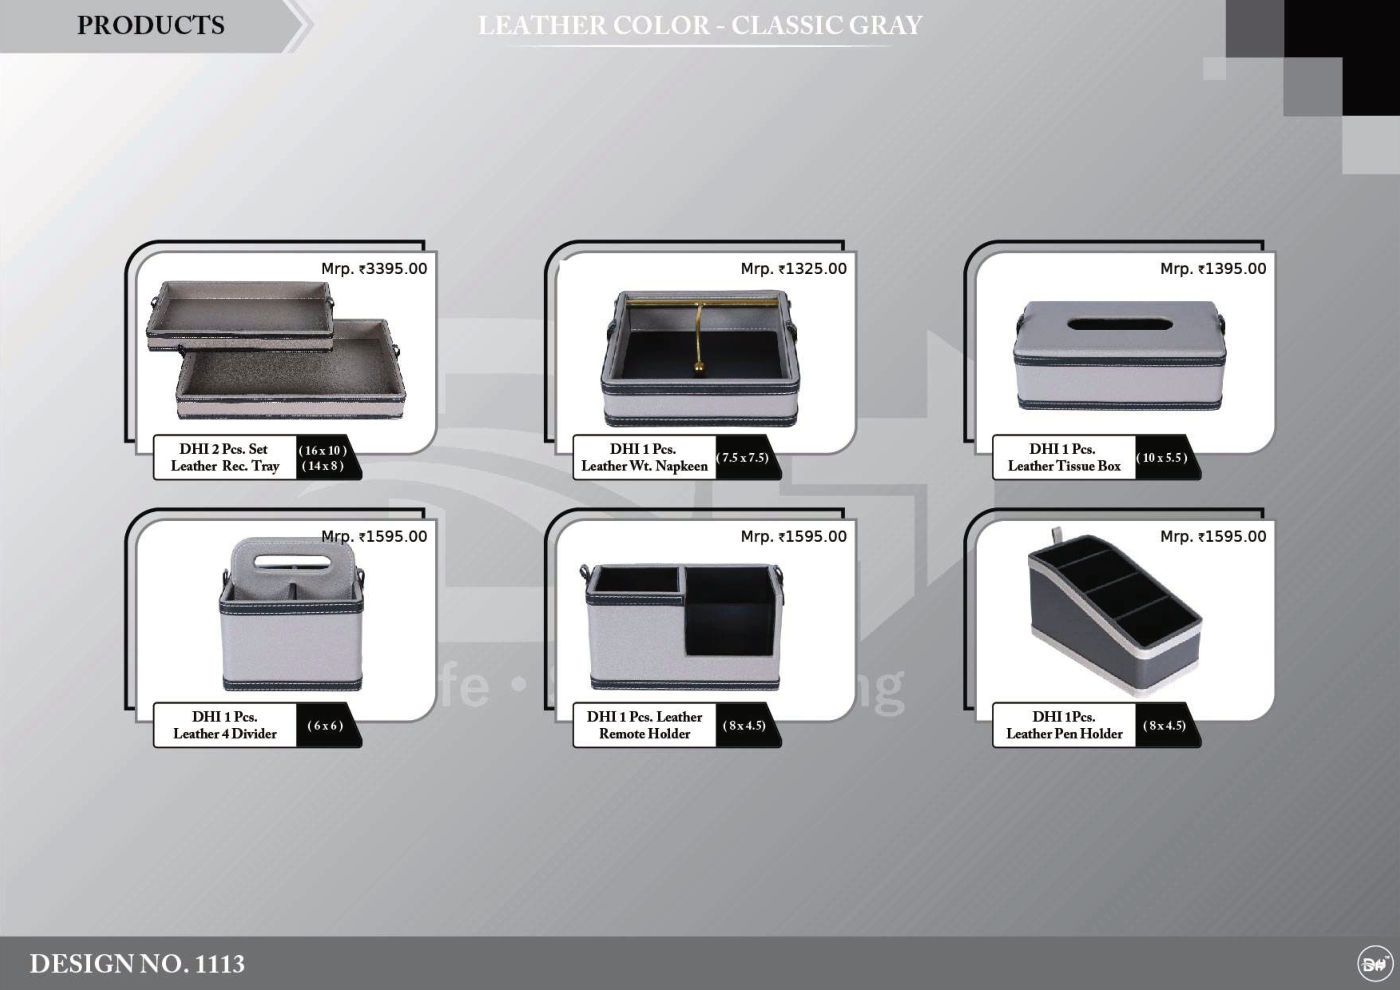 PRODUCTS
LEATHER COLOR - CLASSIC GRAY
Mrp. ₹3395.00
DHI 2 Pcs. Set
Leather Rec. Tray
( 16 x 10 )
( 14 x 8 )
Mrp. ₹1325.00
DHI 1 Pcs.
Leather Wt. Napkeen
( 7.5 x 7.5)
Mrp. ₹1395.00
DHI 1 Pcs.
Leather Tissue Box
( 10 x 5.5 )
Mrp. ₹1595.00
DHI 1 Pcs.
Leather 4 Divider
( 6 x 6 )
Mrp. ₹1595.00
DHI 1 Pcs. Leather
Remote Holder
( 8 x 4.5)
Mrp. ₹1595.00
DHI 1Pcs.
Leather Pen Holder
( 8 x 4.5)
DESIGN NO. 1113
DH